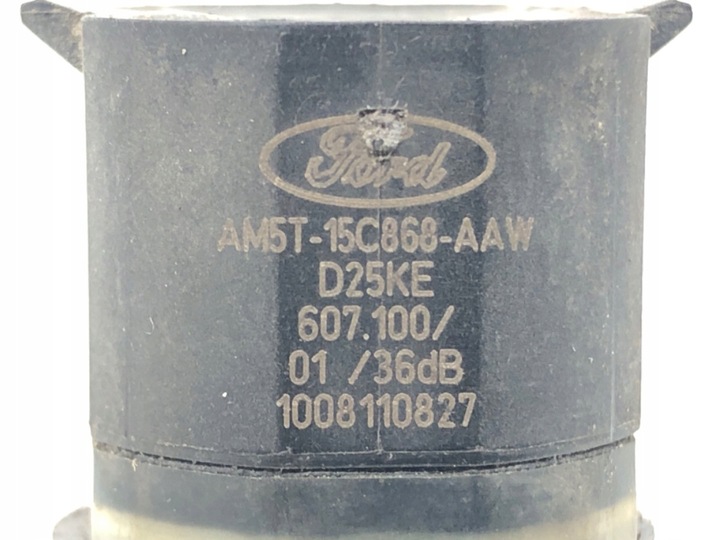 Ford
AM5T-15C868-AAW
D25KE
607.100/
01 /36dB
1008110827